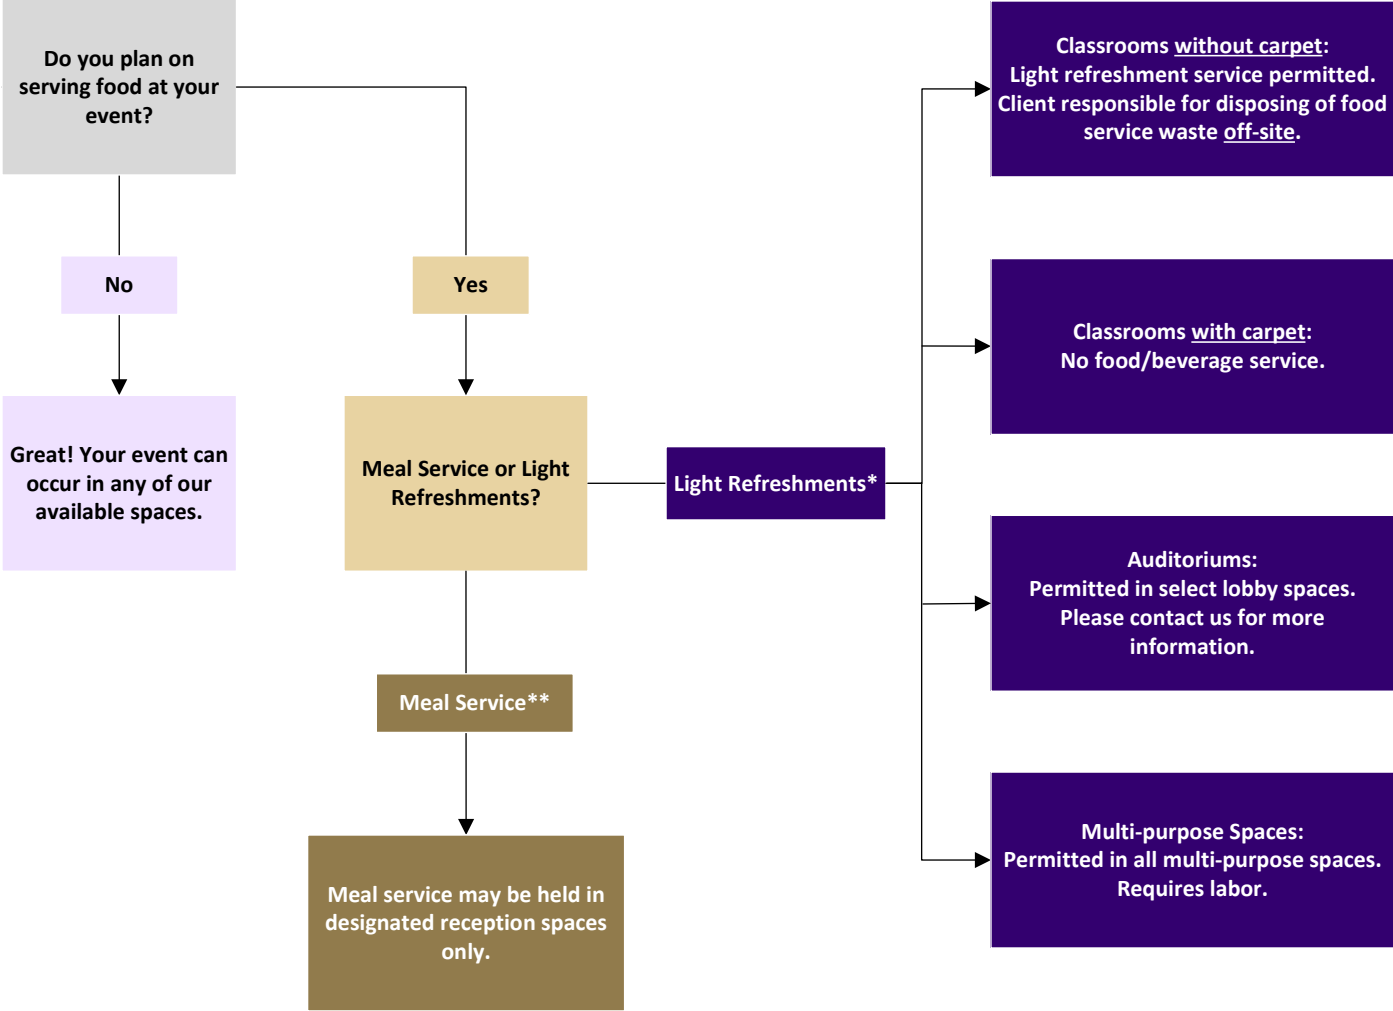 Do you plan on
serving food at your
event?
No
Yes
Great! Your event can
occur in any of our
available spaces.
Meal Service or Light
Refreshments?
Light Refreshments*
Meal Service**
Meal service may be held in
designated reception spaces
only.
Classrooms without carpet:
Light refreshment service permitted.
Client responsible for disposing of food
service waste off-site.
Classrooms with carpet:
No food/beverage service.
Auditoriums:
Permitted in select lobby spaces.
Please contact us for more
information.
Multi-purpose Spaces:
Permitted in all multi-purpose spaces.
Requires labor.